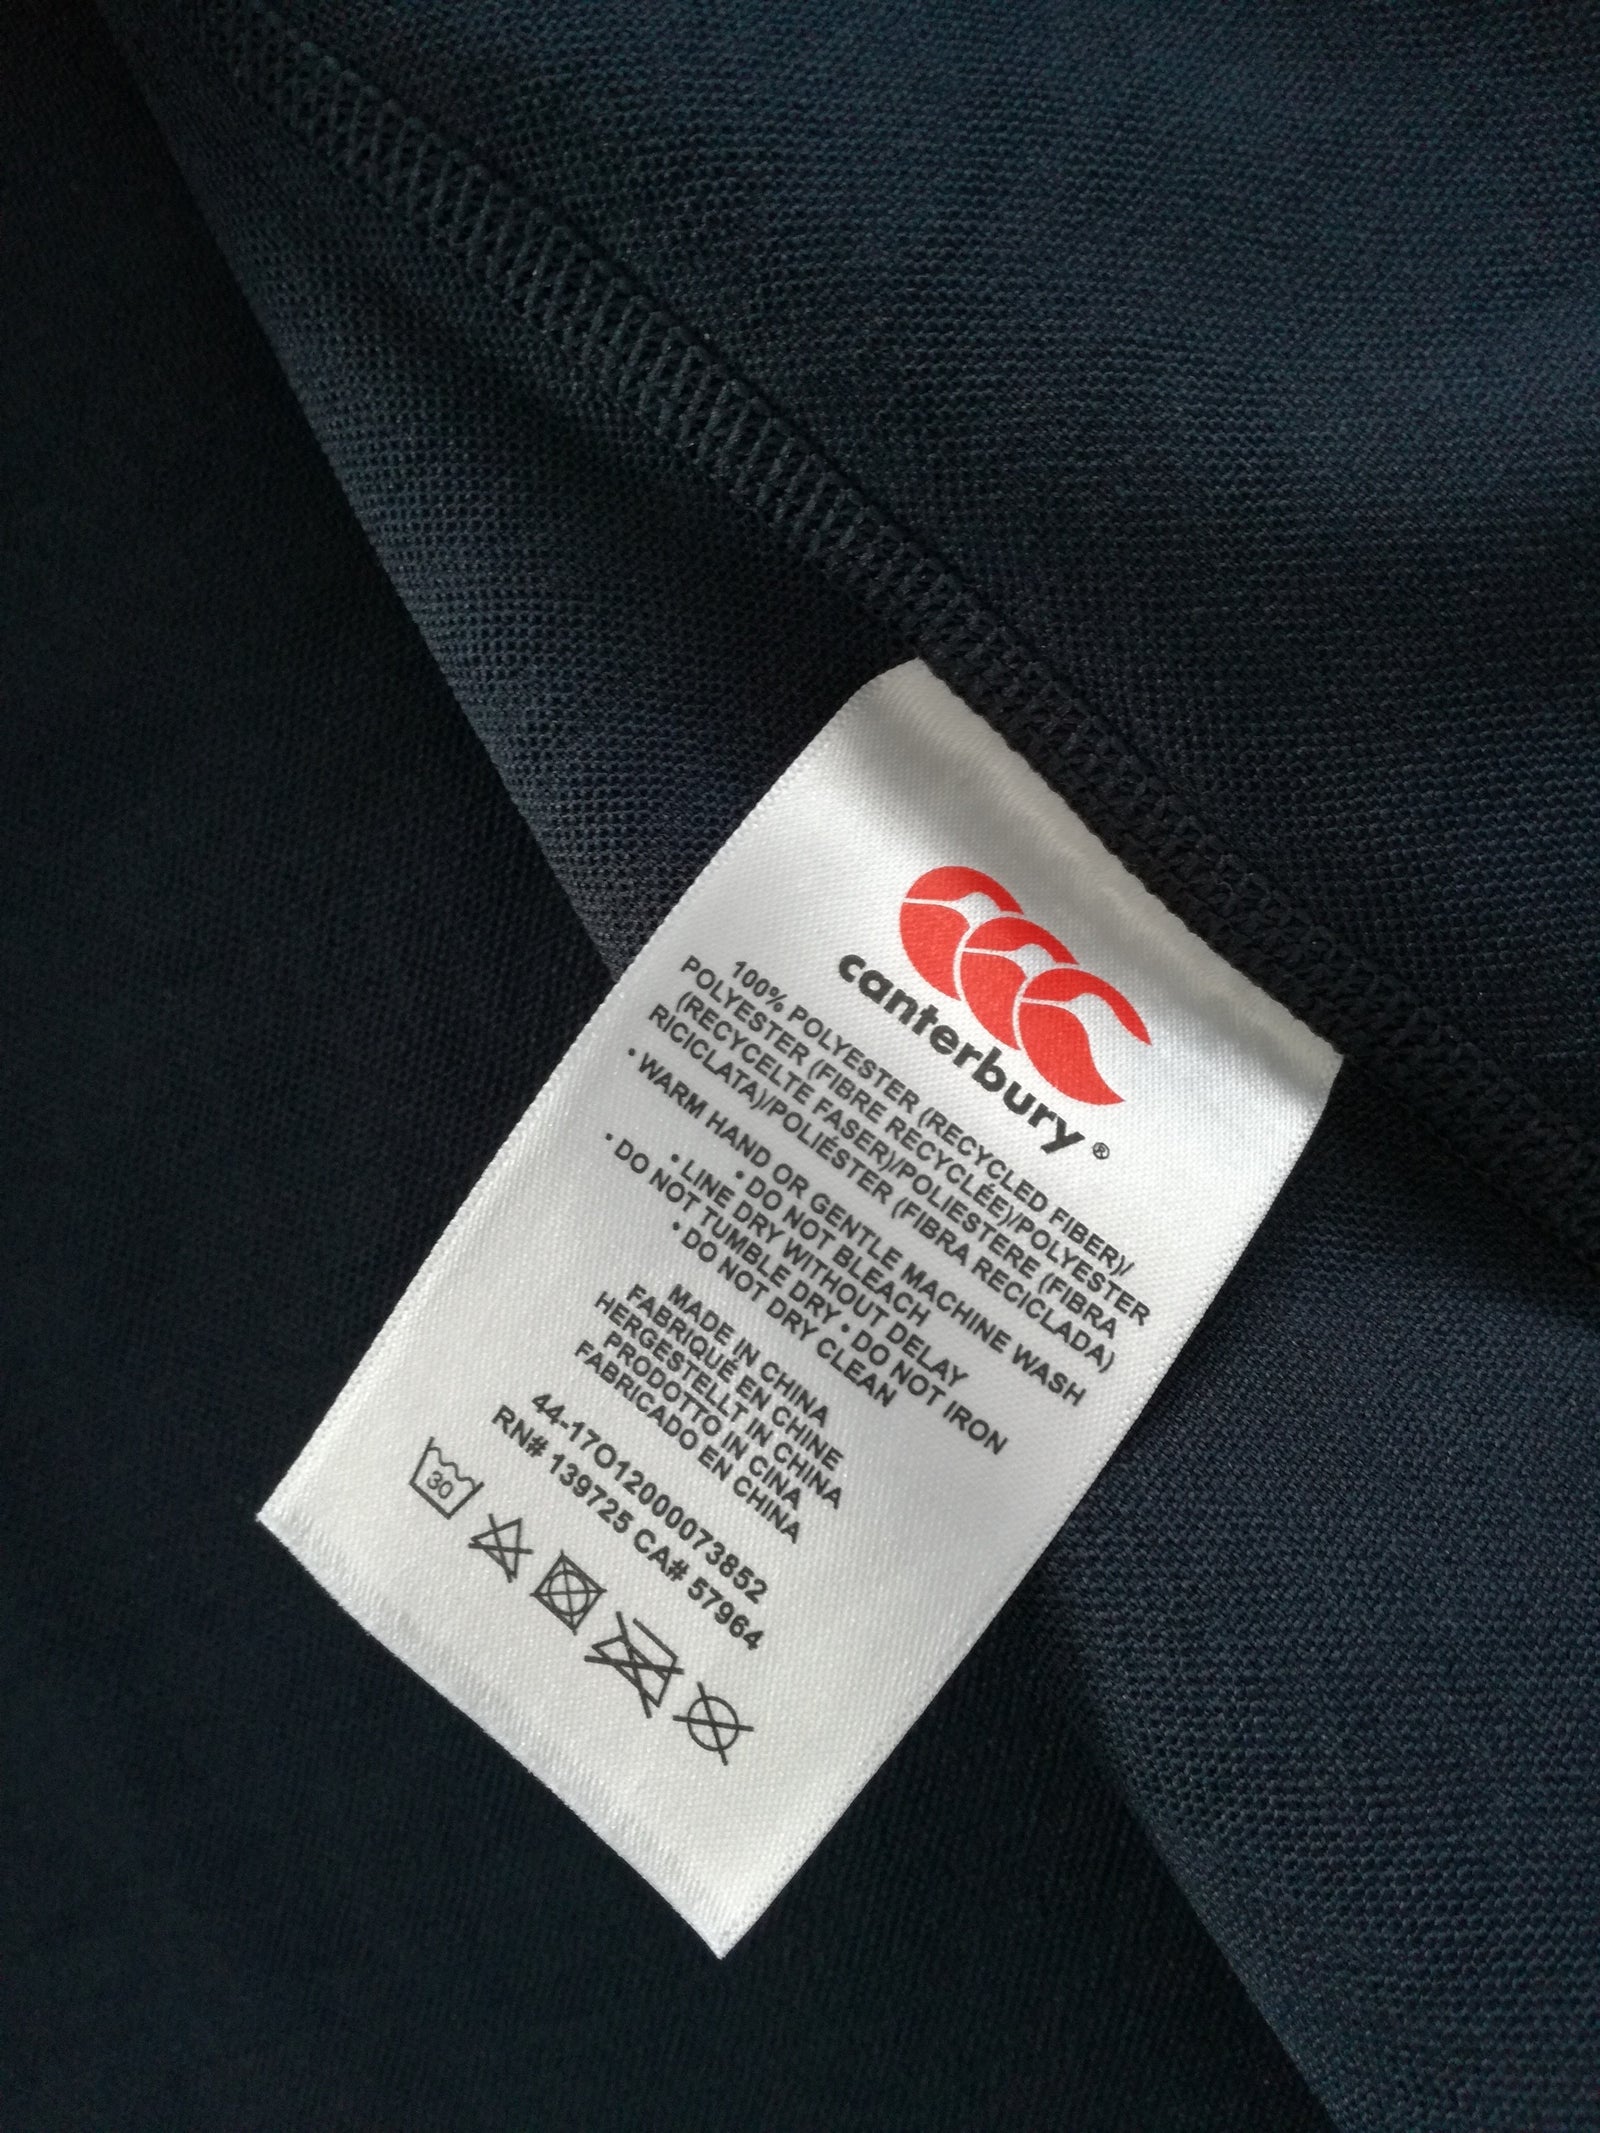 canterbury®
100% POLYESTER (RECYCLED FIBER)/
POLYESTER (FIBRE RECYCLÉE)/POLYESTER
(RECYCELTE FASER)/POLIESTERE (FIBRA
RICICLATA)/POLIÉSTER (FIBRA RECICLADA)
• WARM HAND OR GENTLE MACHINE WASH
• DO NOT BLEACH
• LINE DRY WITHOUT DELAY
• DO NOT TUMBLE DRY • DO NOT IRON
• DO NOT DRY CLEAN
MADE IN CHINA
FABRIQUÉ EN CHINE
HERGESTELLT IN CHINA
PRODOTTO IN CINA
FABRICADO EN CHINA
44-17O12000073852
RN# 139725 CA# 57964
30